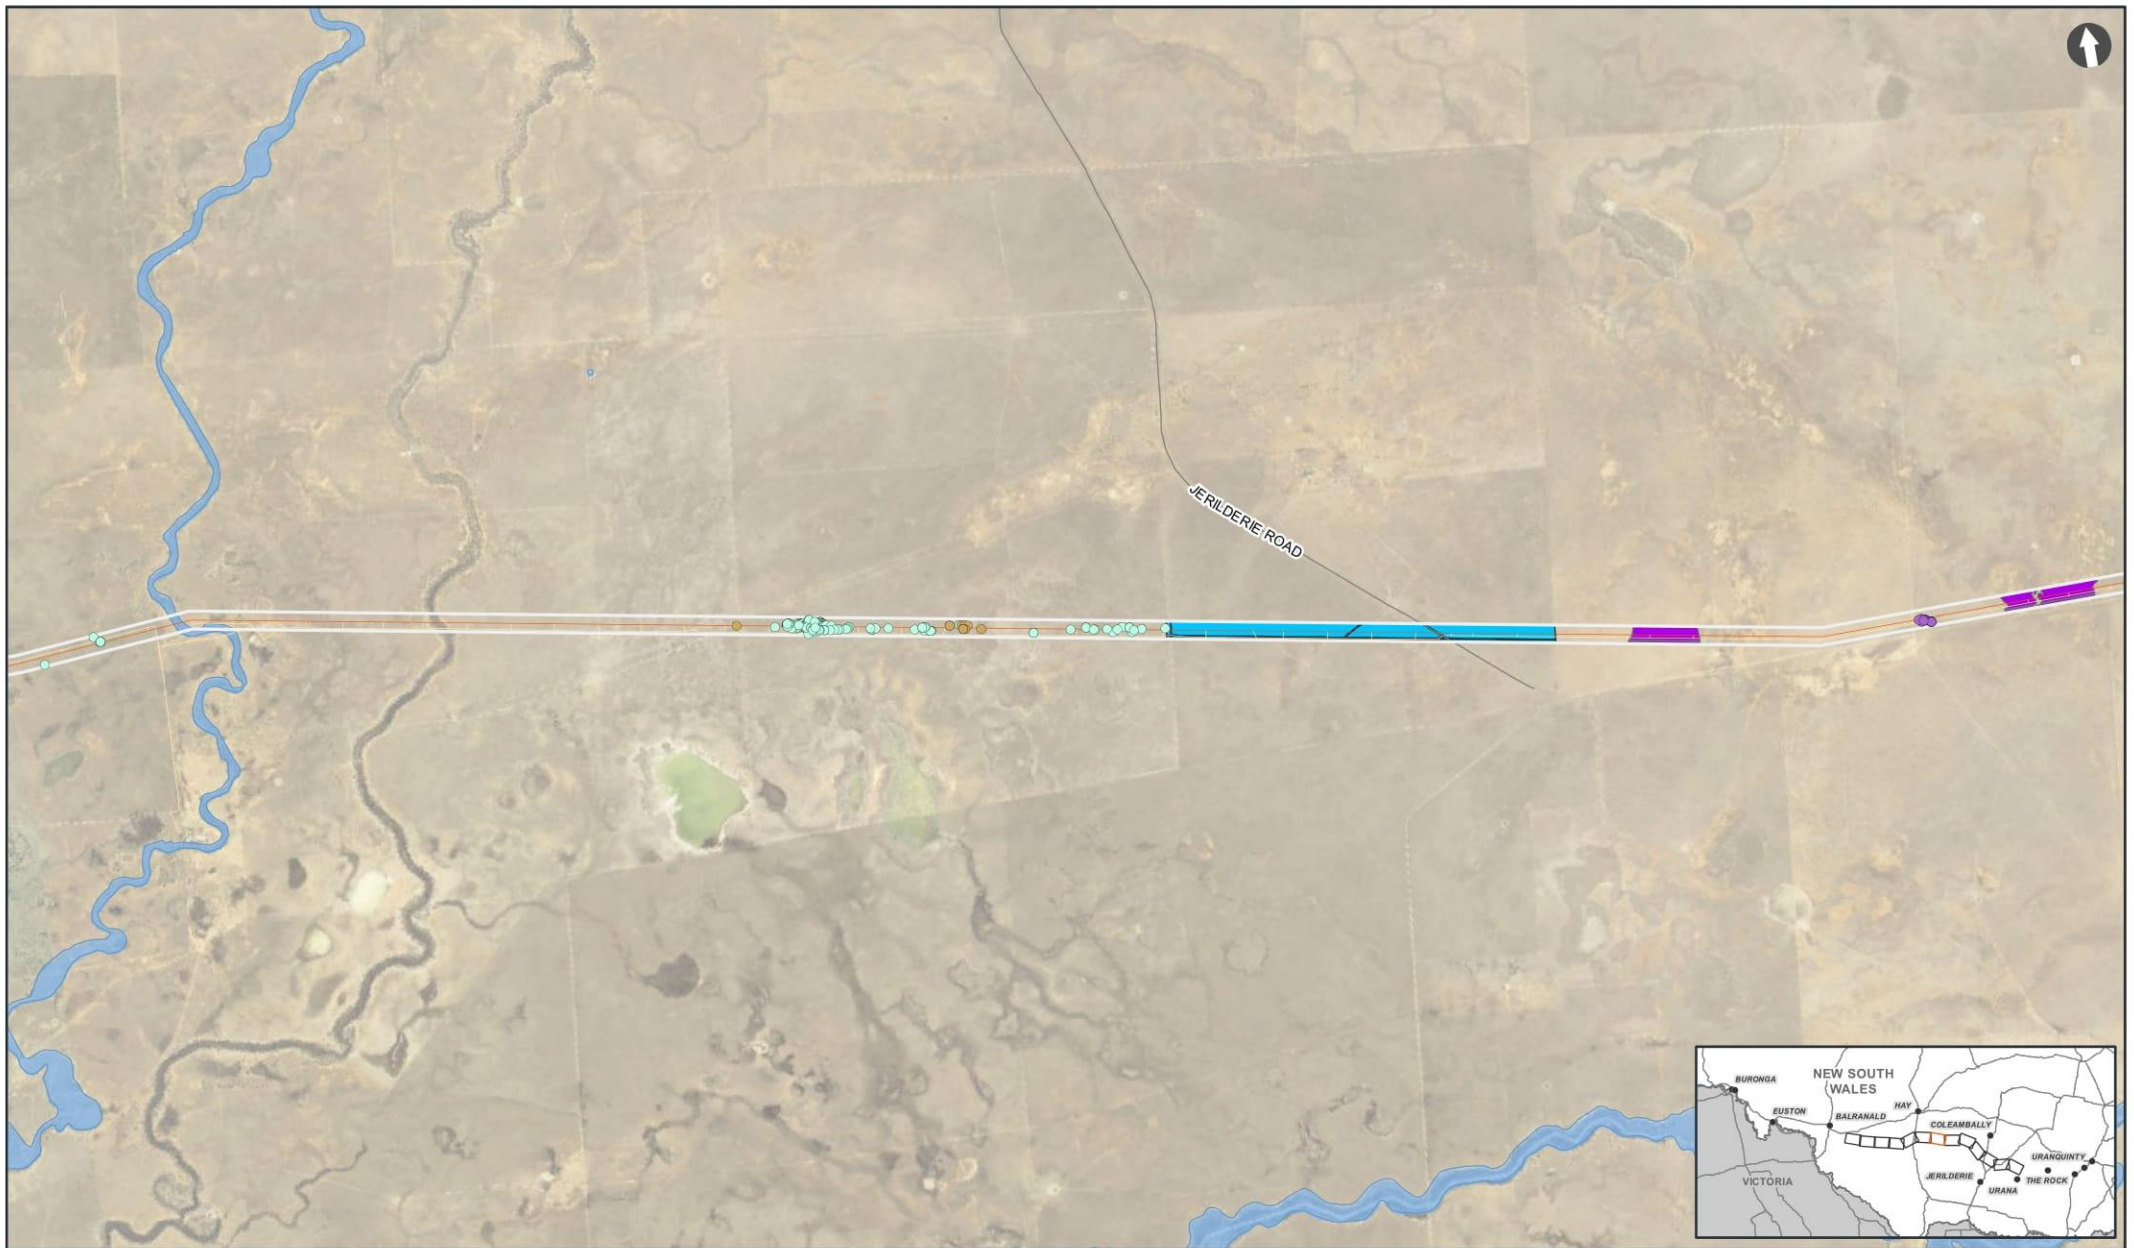 JERILDERIE ROAD
BURONGA
NEW SOUTH
WALES
EUSTON
BALRANALD
HAY
COLEAMBALLY
URANQUINTY
JERILDERIE
THE ROCK
VICTORIA
URANA